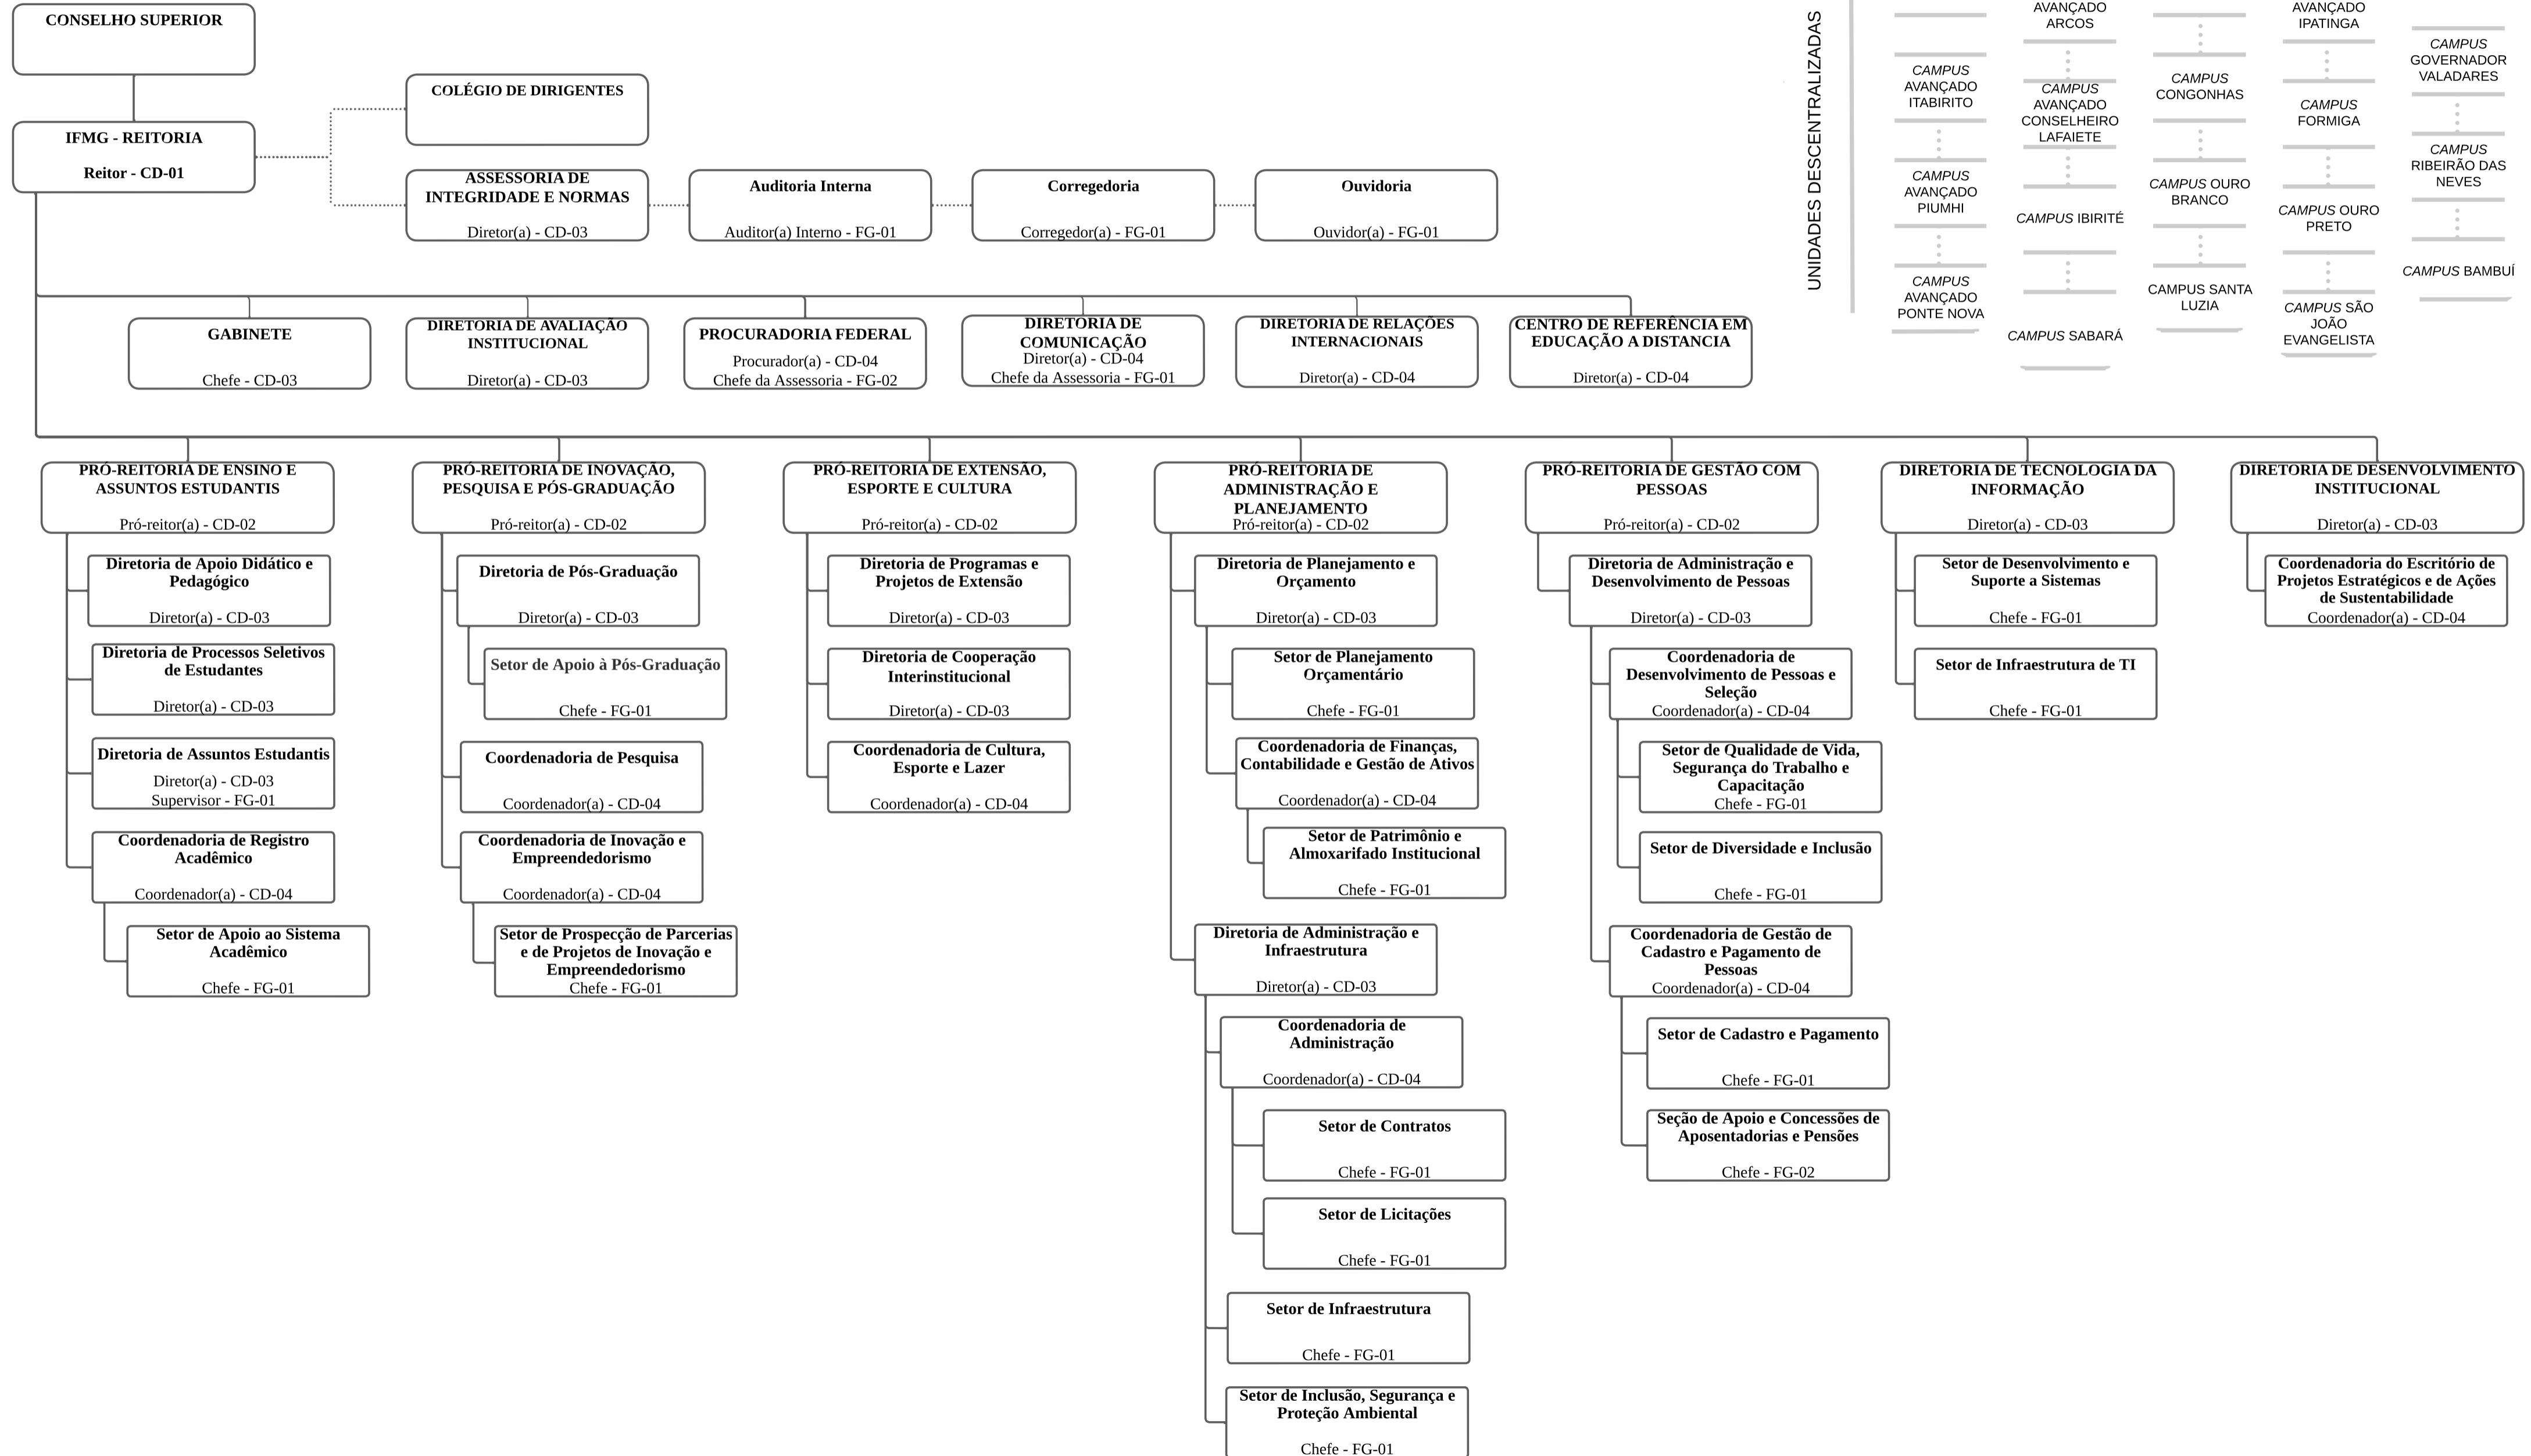 CONSELHO SUPERIOR
COLÉGIO DE DIRIGENTES
IFMG - REITORIA
Reitor - CD-01
ASSESSORIA DE
INTEGRIDADE E NORMAS
Diretor(a) - CD-03
Auditoria Interna
Auditor(a) Interno - FG-01
Corregedoria
Corregedor(a) - FG-01
Ouvidoria
Ouvidor(a) - FG-01
UNIDADES DESCENTRALIZADAS
CAMPUS
AVANÇADO
ITABIRITO
CAMPUS
AVANÇADO
PIUMHI
CAMPUS
AVANÇADO
PONTE NOVA
AVANÇADO
ARCOS
CAMPUS
AVANÇADO
CONSELHEIRO
LAFAIETE
CAMPUS IBIRITÉ
CAMPUS SABARÁ
CAMPUS
CONGONHAS
CAMPUS OURO
BRANCO
CAMPUS SANTA
LUZIA
AVANÇADO
IPATINGA
CAMPUS
FORMIGA
CAMPUS OURO
PRETO
CAMPUS SÃO
JOÃO
EVANGELISTA
CAMPUS
GOVERNADOR
VALADARES
CAMPUS
RIBEIRÃO DAS
NEVES
CAMPUS BAMBUÍ
GABINETE
Chefe - CD-03
DIRETORIA DE AVALIAÇÃO
INSTITUCIONAL
Diretor(a) - CD-03
PROCURADORIA FEDERAL
Procurador(a) - CD-04
Chefe da Assessoria - FG-02
DIRETORIA DE
COMUNICAÇÃO
Diretor(a) - CD-04
Chefe da Assessoria - FG-01
DIRETORIA DE RELAÇÕES
INTERNACIONAIS
Diretor(a) - CD-04
CENTRO DE REFERÊNCIA EM
EDUCAÇÃO A DISTANCIA
Diretor(a) - CD-04
PRÓ-REITORIA DE ENSINO E
ASSUNTOS ESTUDANTIS
Pró-reitor(a) - CD-02
Diretoria de Apoio Didático e
Pedagógico
Diretor(a) - CD-03
Diretoria de Processos Seletivos
de Estudantes
Diretor(a) - CD-03
Diretoria de Assuntos Estudantis
Diretor(a) - CD-03
Supervisor - FG-01
Coordenadoria de Registro
Acadêmico
Coordenador(a) - CD-04
Setor de Apoio ao Sistema
Acadêmico
Chefe - FG-01
PRÓ-REITORIA DE INOVAÇÃO,
PESQUISA E PÓS-GRADUAÇÃO
Pró-reitor(a) - CD-02
Diretoria de Pós-Graduação
Diretor(a) - CD-03
Setor de Apoio à Pós-Graduação
Chefe - FG-01
Coordenadoria de Pesquisa
Coordenador(a) - CD-04
Coordenadoria de Inovação e
Empreendedorismo
Coordenador(a) - CD-04
Setor de Prospecção de Parcerias
e de Projetos de Inovação e
Empreendedorismo
Chefe - FG-01
PRÓ-REITORIA DE EXTENSÃO,
ESPORTE E CULTURA
Pró-reitor(a) - CD-02
Diretoria de Programas e
Projetos de Extensão
Diretor(a) - CD-03
Diretoria de Cooperação
Interinstitucional
Diretor(a) - CD-03
Coordenadoria de Cultura,
Esporte e Lazer
Coordenador(a) - CD-04
PRÓ-REITORIA DE
ADMINISTRAÇÃO E
PLANEJAMENTO
Pró-reitor(a) - CD-02
Diretoria de Planejamento e
Orçamento
Diretor(a) - CD-03
Setor de Planejamento
Orçamentário
Chefe - FG-01
Coordenadoria de Finanças,
Contabilidade e Gestão de Ativos
Coordenador(a) - CD-04
Setor de Patrimônio e
Almoxarifado Institucional
Chefe - FG-01
Diretoria de Administração e
Infraestrutura
Diretor(a) - CD-03
Coordenadoria de
Administração
Coordenador(a) - CD-04
Setor de Contratos
Chefe - FG-01
Setor de Licitações
Chefe - FG-01
Setor de Infraestrutura
Chefe - FG-01
Setor de Inclusão, Segurança e
Proteção Ambiental
Chefe - FG-01
PRÓ-REITORIA DE GESTÃO COM
PESSOAS
Pró-reitor(a) - CD-02
Diretoria de Administração e
Desenvolvimento de Pessoas
Diretor(a) - CD-03
Coordenadoria de
Desenvolvimento de Pessoas e
Seleção
Coordenador(a) - CD-04
Setor de Qualidade de Vida,
Segurança do Trabalho e
Capacitação
Chefe - FG-01
Setor de Diversidade e Inclusão
Chefe - FG-01
Coordenadoria de Gestão de
Cadastro e Pagamento de
Pessoas
Coordenador(a) - CD-04
Setor de Cadastro e Pagamento
Chefe - FG-01
Seção de Apoio e Concessões de
Aposentadorias e Pensões
Chefe - FG-02
DIRETORIA DE TECNOLOGIA DA
INFORMAÇÃO
Diretor(a) - CD-03
Setor de Desenvolvimento e
Suporte a Sistemas
Chefe - FG-01
Setor de Infraestrutura de TI
Chefe - FG-01
DIRETORIA DE DESENVOLVIMENTO
INSTITUCIONAL
Diretor(a) - CD-03
Coordenadoria do Escritório de
Projetos Estratégicos e de Ações
de Sustentabilidade
Coordenador(a) - CD-04